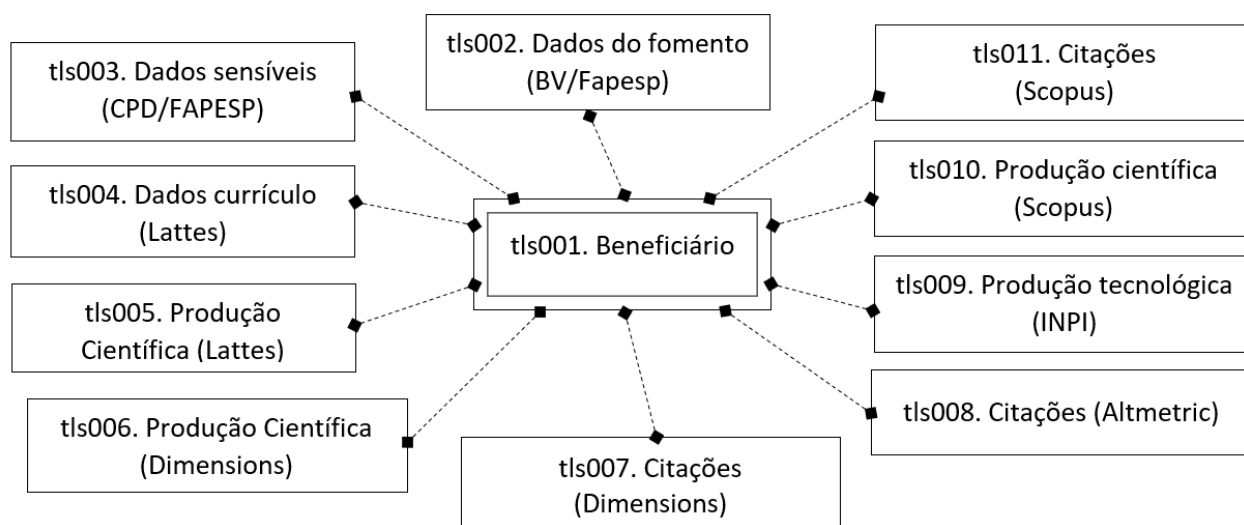 tls002. Dados do fomento
(BV/Fapesp)
tls003. Dados sensíveis
(CPD/FAPESP)
tls011. Citações
(Scopus)
tls004. Dados currículo
(Lattes)
tls010. Produção científica
(Scopus)
tls001. Beneficiário
tls005. Produção
Científica (Lattes)
tls009. Produção tecnológica
(INPI)
tls006. Produção Científica
(Dimensions)
tls007. Citações
(Dimensions)
tls008. Citações (Altmetric)